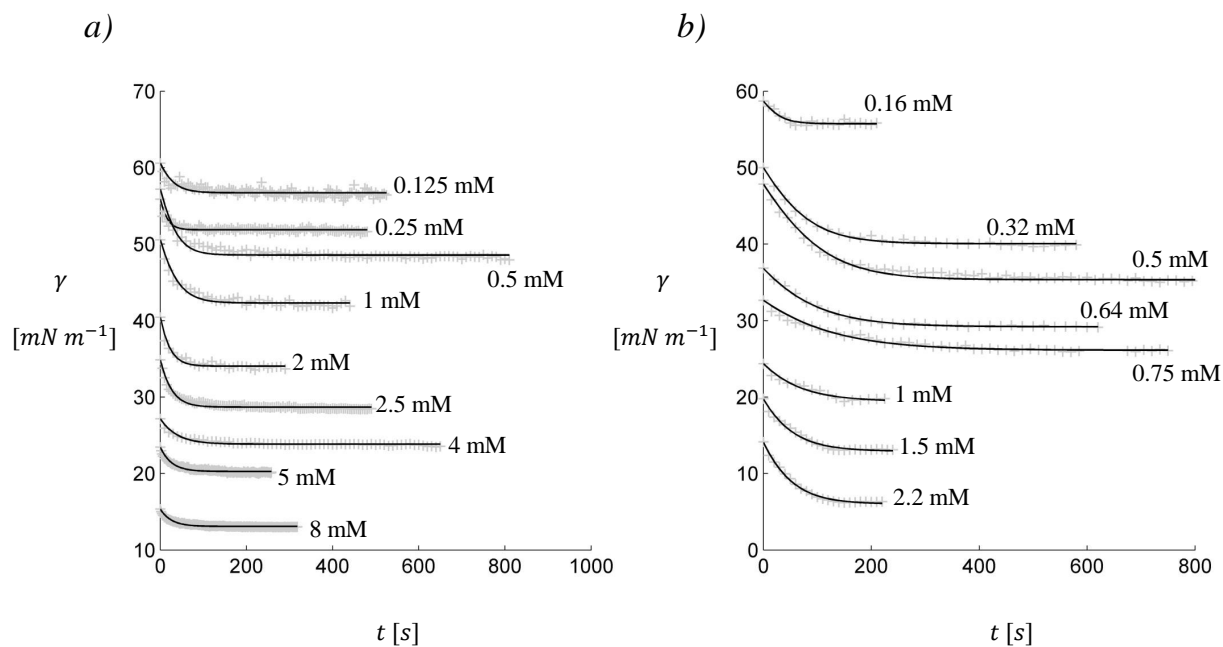 a)
70
60
50
40
30
20
10
0
200
400
600
800
1000
γ
[mN m⁻¹]
t [s]
0.125 mM
0.25 mM
0.5 mM
1 mM
2 mM
2.5 mM
4 mM
5 mM
8 mM
b)
60
50
40
30
20
10
0
0
200
400
600
800
γ
[mN m⁻¹]
t [s]
0.16 mM
0.32 mM
0.5 mM
0.64 mM
0.75 mM
1 mM
1.5 mM
2.2 mM